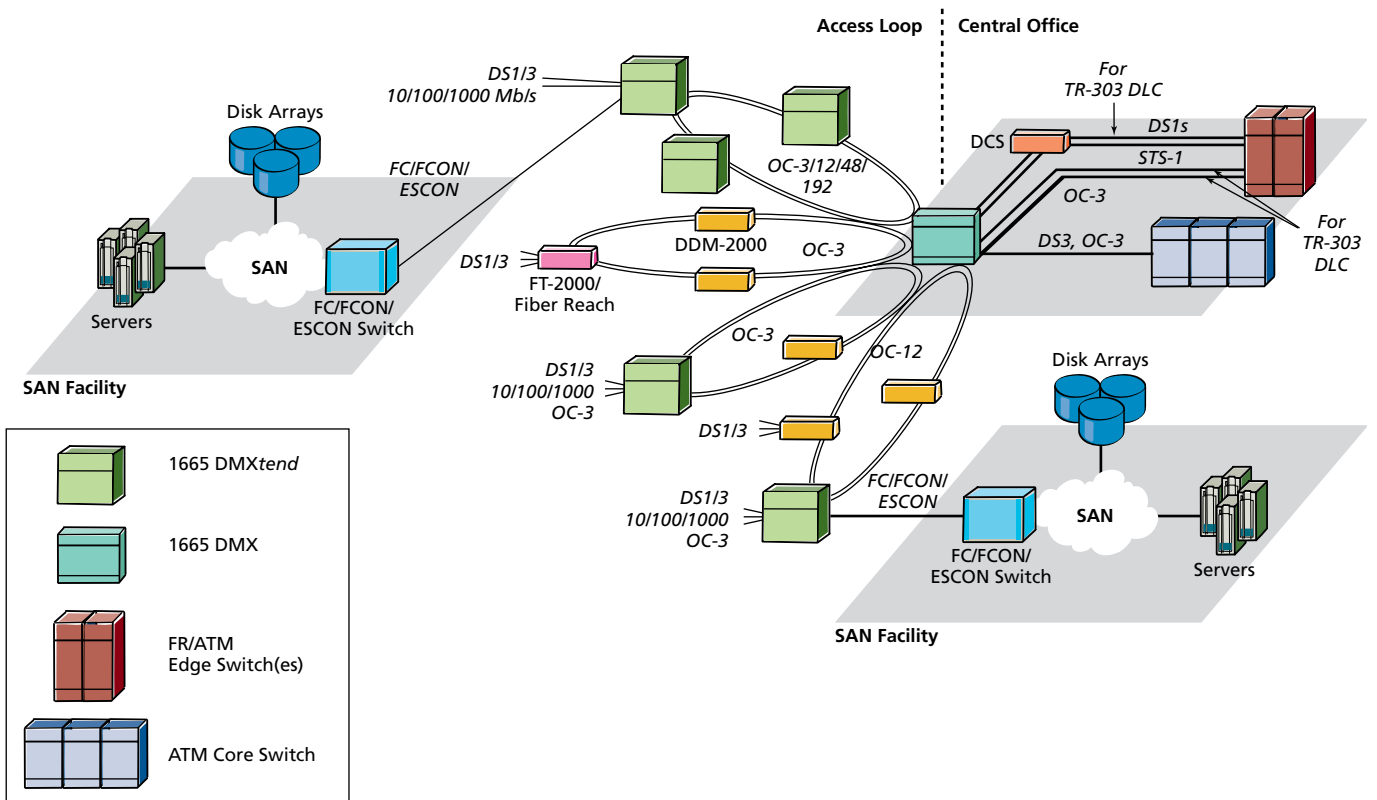 Access Loop
Central Office
DS1/3
10/100/1000 Mb/s
For
TR-303 DLC
Disk Arrays
DCS
DS1s
STS-1
FC/FCON/
ESCON
OC-3/12/48/
192
OC-3
For
TR-303
DLC
DDM-2000
OC-3
DS3, OC-3
SAN
DS1/3
FT-2000/
Fiber Reach
Servers
FC/FCON/
ESCON Switch
SAN Facility
OC-3
OC-12
DS1/3
10/100/1000
OC-3
Disk Arrays
DS1/3
FC/FCON/
ESCON
DS1/3
10/100/1000
OC-3
SAN
FC/FCON/
ESCON Switch
Servers
SAN Facility
1665 DMXtend
1665 DMX
FR/ATM
Edge Switch(es)
ATM Core Switch